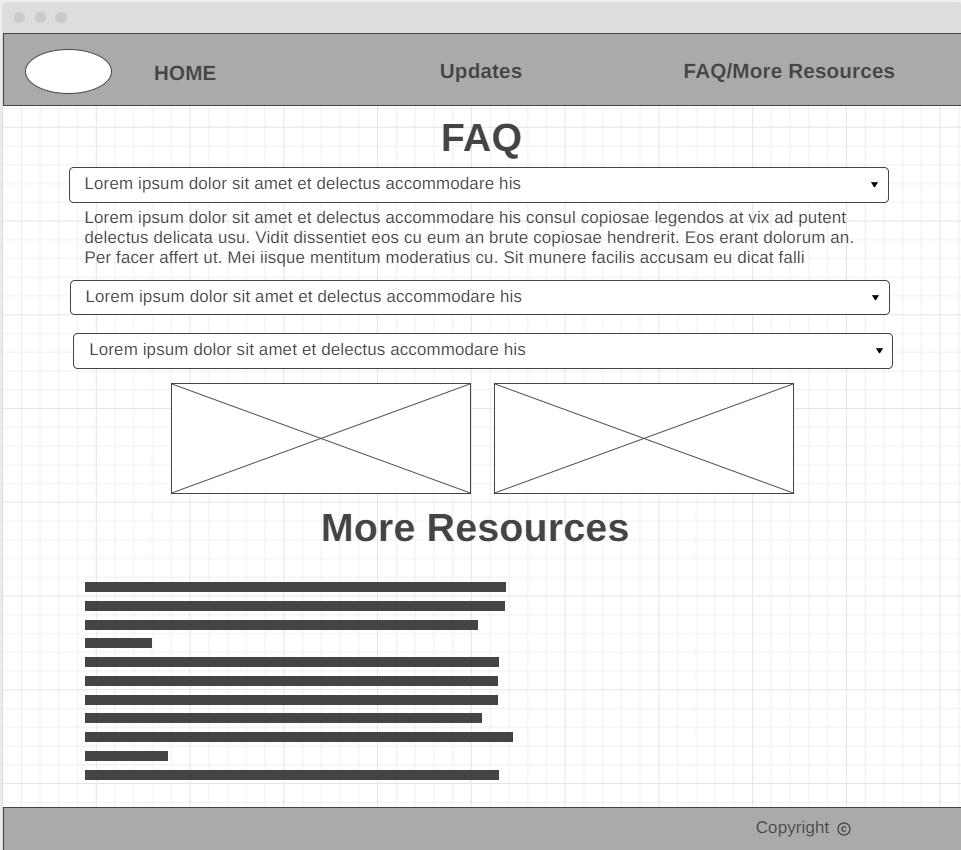 HOME Updates FAQ/More Resources
FAQ
Lorem ipsum dolor sit amet et delectus accommodare his
Lorem ipsum dolor sit amet et delectus accommodare his consul copiosae legendos at vix ad putent
delectus delicata usu. Vidit dissentiet eos cu eum an brute copiosae hendrerit. Eos erant dolorum an.
Per facer affert ut. Mei iisque mentitum moderatius cu. Sit munere facilis accusam eu dicat falli
Lorem ipsum dolor sit amet et delectus accommodare his
Lorem ipsum dolor sit amet et delectus accommodare his
More Resources
Copyright ©